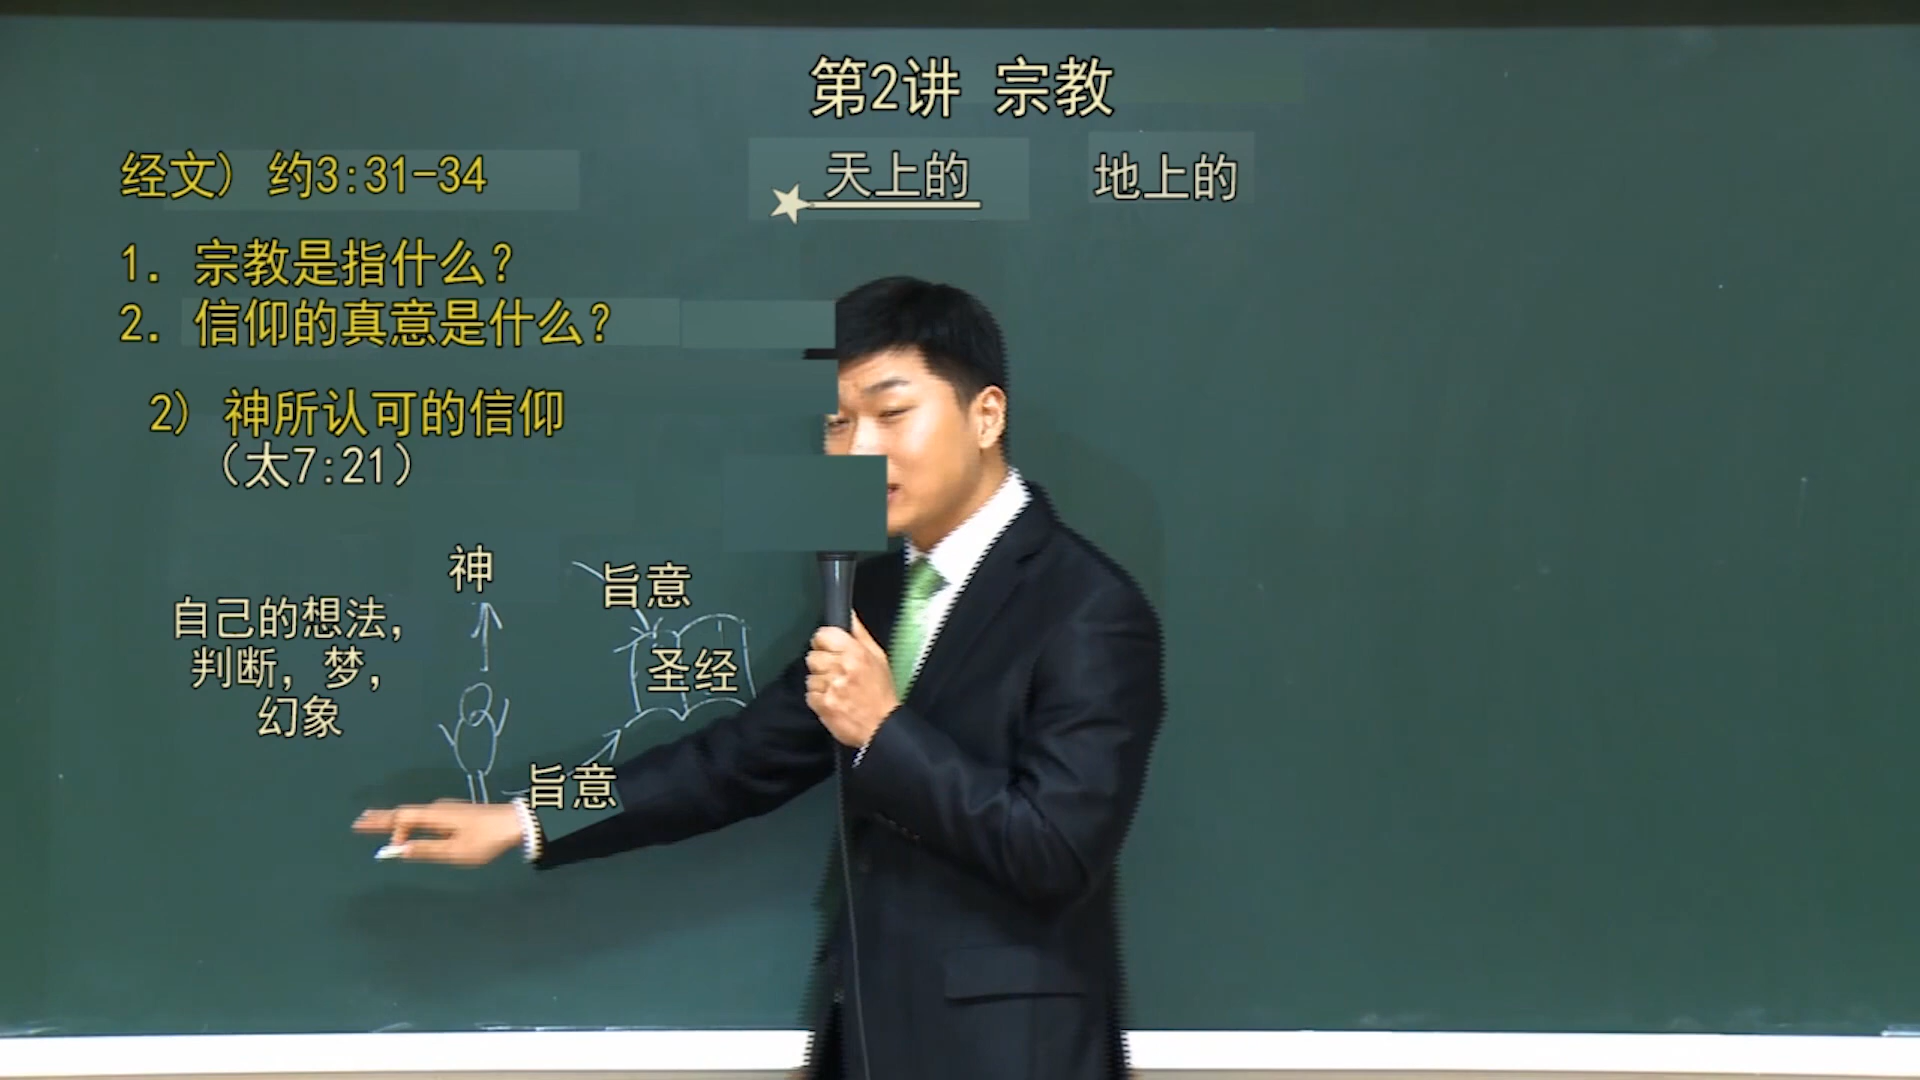 第2讲 宗教
经文) 约3:31-34
天上的
地上的
1. 宗教是指什么?
2. 信仰的真意是什么?
2) 神所认可的信仰
(太7:21)
神
旨意
自己的想法,
判断, 梦,
幻象
圣经
旨意